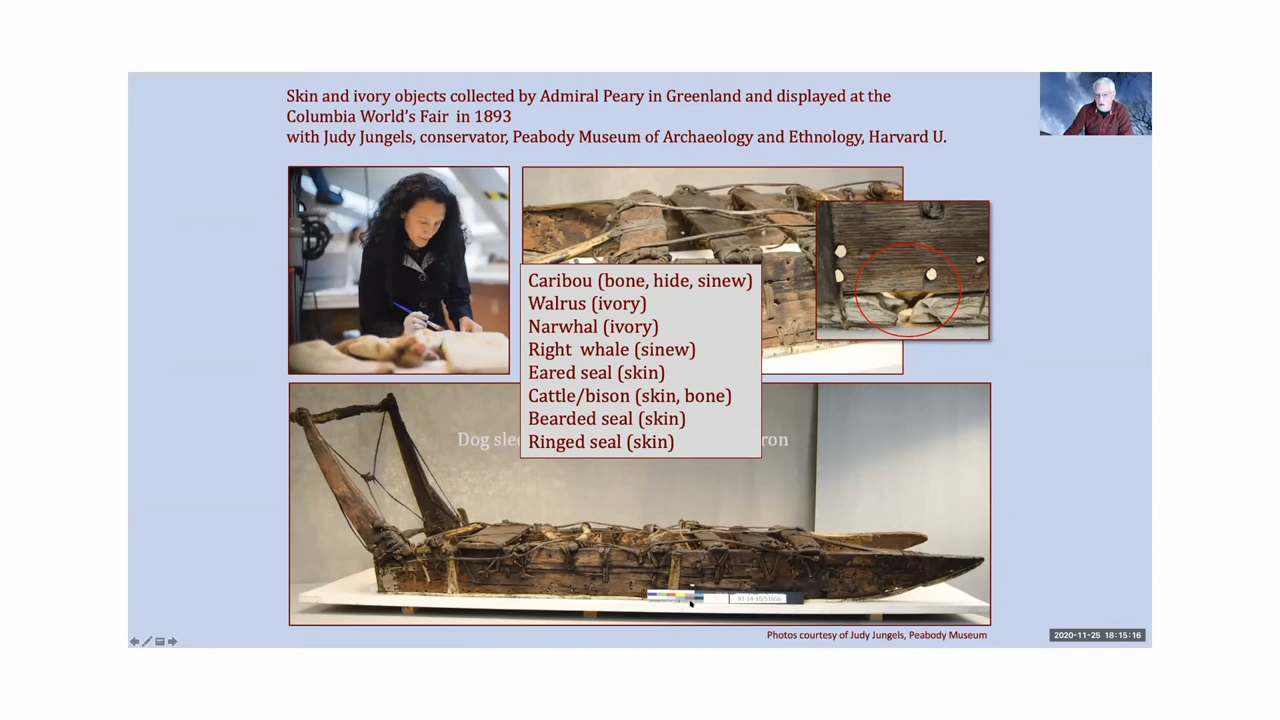 Skin and ivory objects collected by Admiral Peary in Greenland and displayed at the
Columbia World's Fair in 1893
with Judy Jungels, conservator, Peabody Museum of Archaeology and Ethnology, Harvard U.
Caribou (bone, hide, sinew)
Walrus (ivory)
Narwhal (ivory)
Right whale (sinew)
Eared seal (skin)
Cattle/bison (skin, bone)
Bearded seal (skin)
Ringed seal (skin)
Dog
Photos courtesy of Judy Jungels, Peabody Museum
2020-11-25 18:15:16